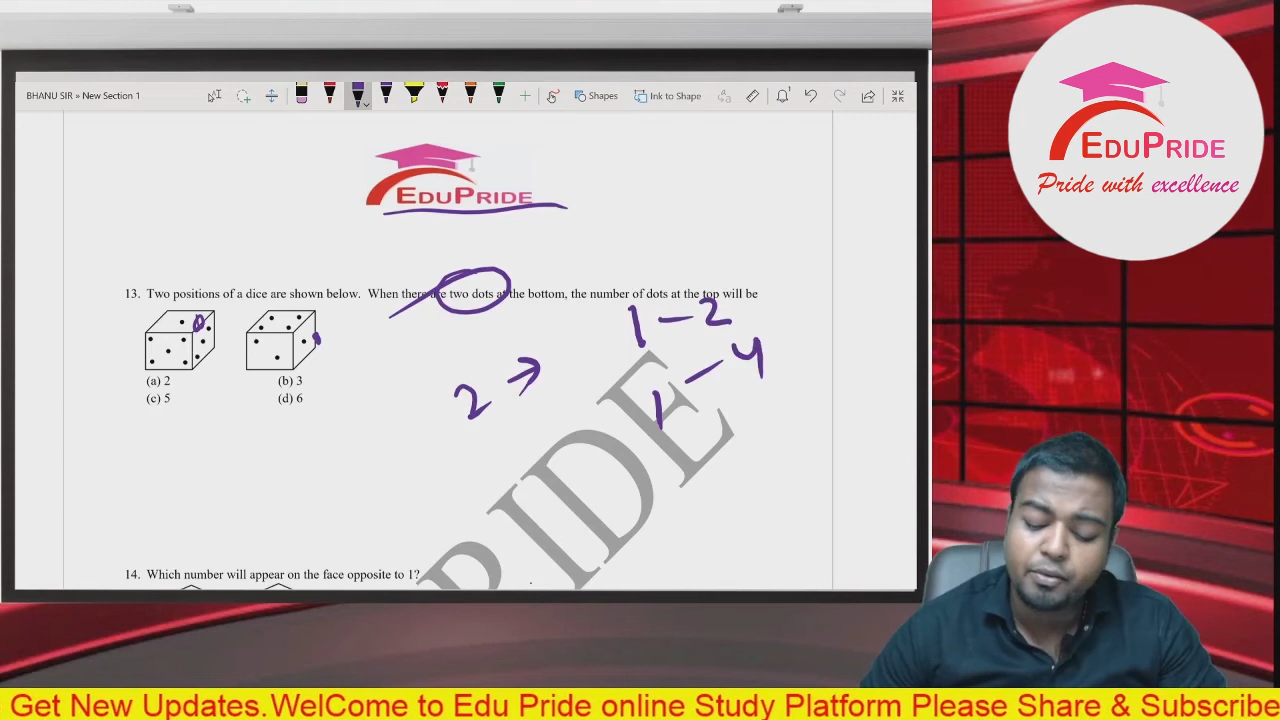 BHANU SIR » New Section 1
Shapes
Ink to Shape
EDUPRIDE
EDUPRIDE
Pride with excellence
13. Two positions of a dice are shown below. When there are two dots at the bottom, the number of dots at the top will be
1 – 2
1 – 4
2 →
(a) 2
(b) 3
(c) 5
(d) 6
PRIDE
14. Which number will appear on the face opposite to 1?
Get New Updates.WelCome to Edu Pride online Study Platform Please Share & Subscribe